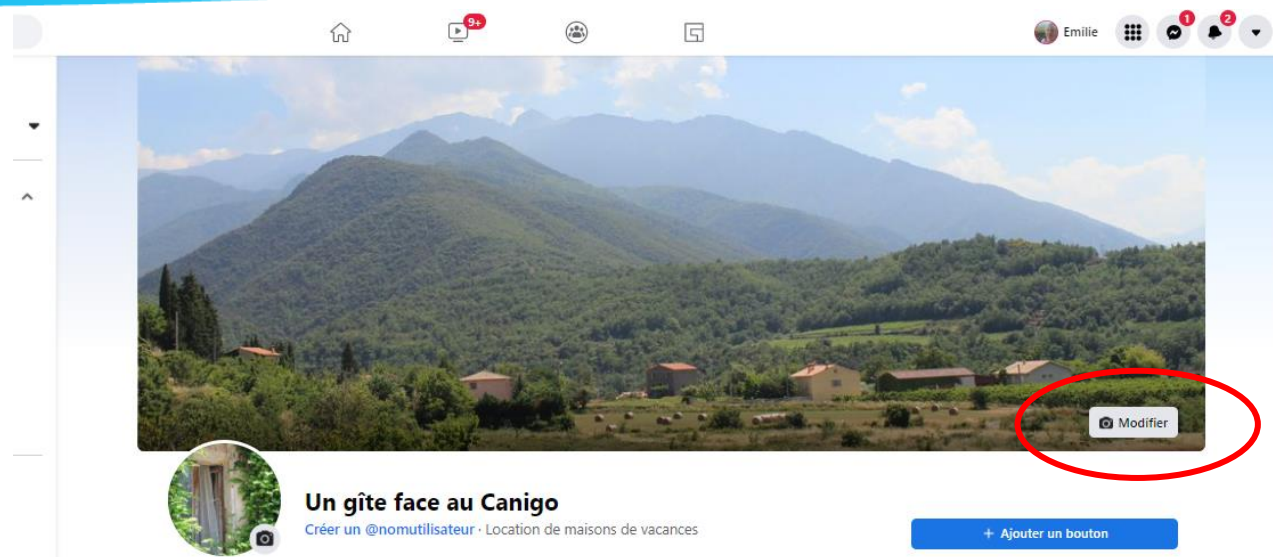 9+
Emilie
1
2
Modifier
Un gîte face au Canigo
Créer un @nomutilisateur · Location de maisons de vacances
+ Ajouter un bouton